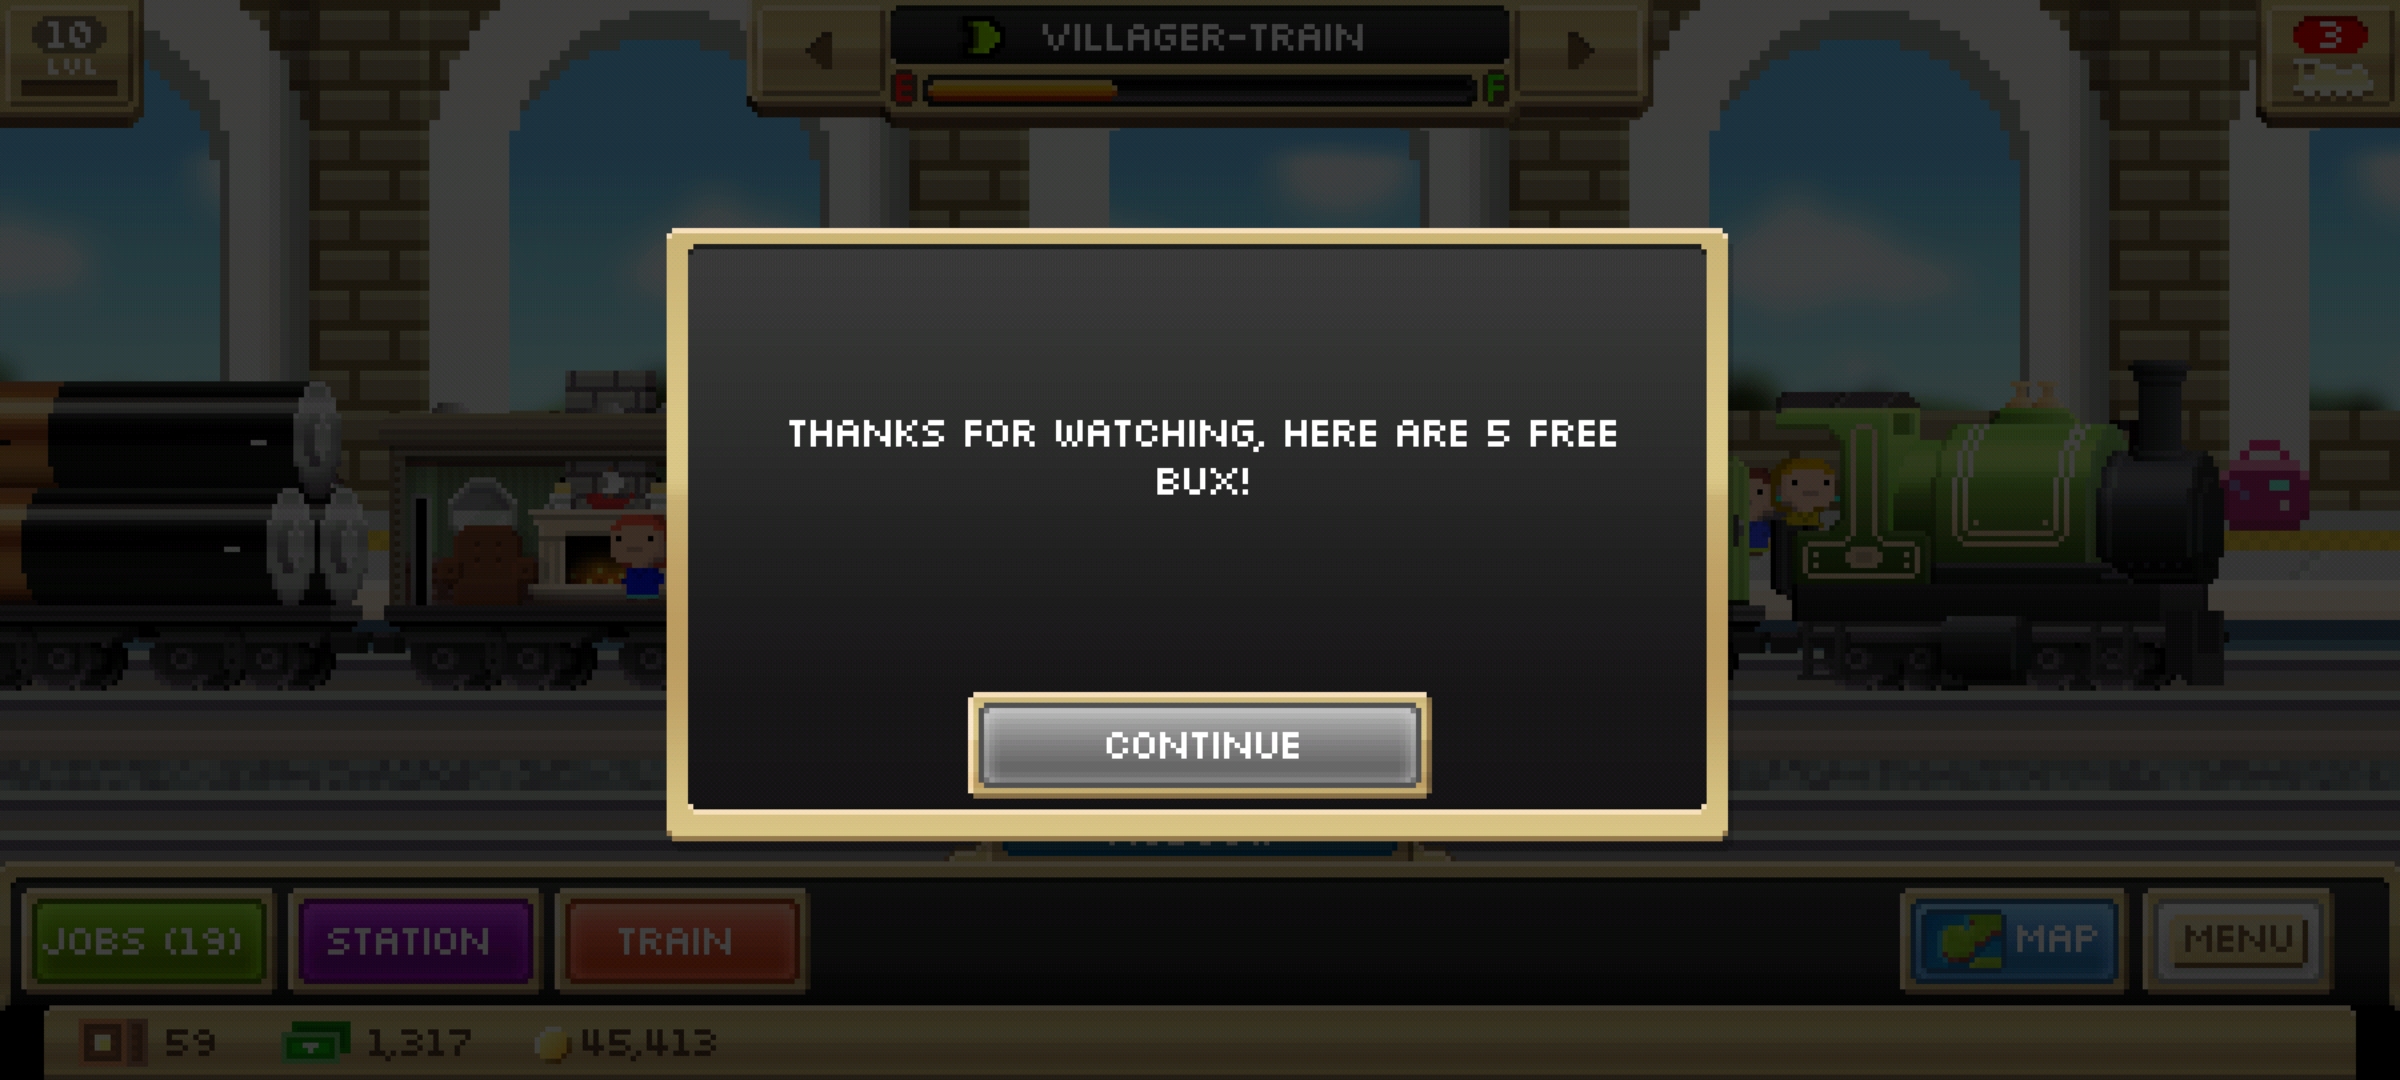 10
LVL
VILLAGER-TRAIN
E
F
3
THANKS FOR WATCHING, HERE ARE 5 FREE
BUX!
CONTINUE
JOBS (19)
STATION
TRAIN
MAP
MENU
59
1,317
45,413